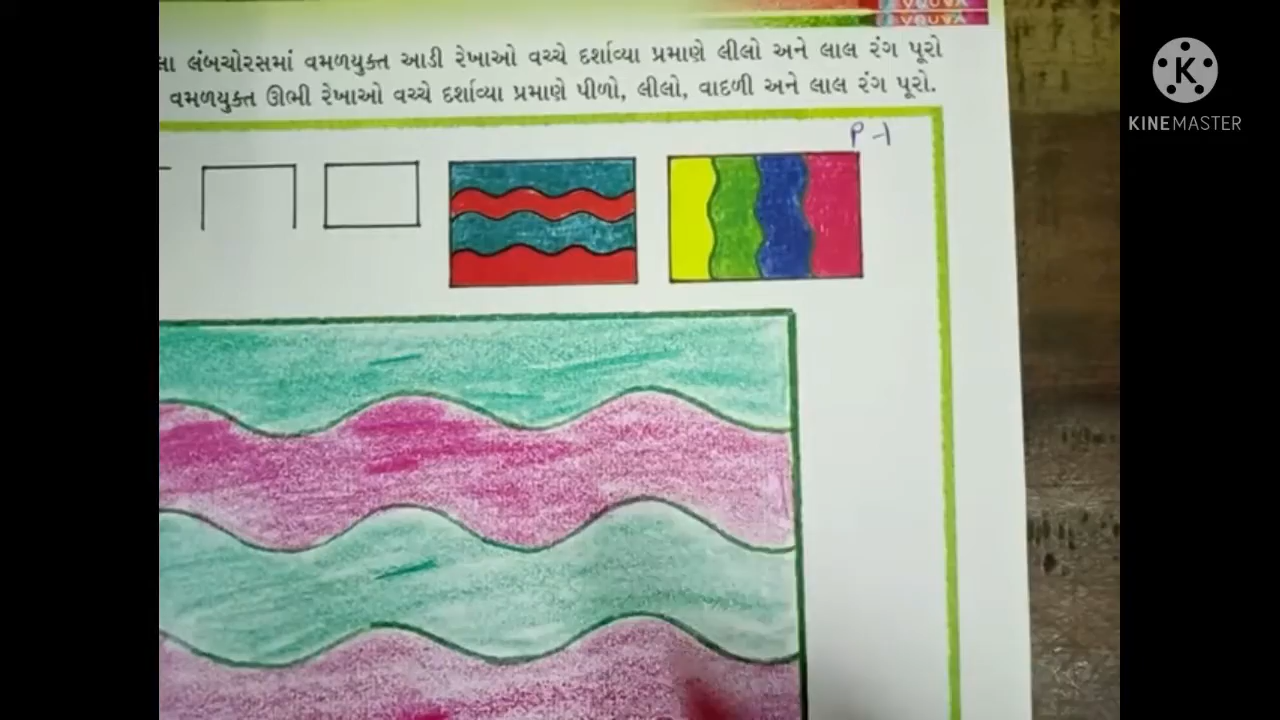 લા લંબચોરસમાં વમળયુક્ત આડી રેખાઓ વચ્ચે દર્શાવ્યા પ્રમાણે લીલો અને લાલ રંગ પૂરો
વમળયુક્ત ઊભી રેખાઓ વચ્ચે દર્શાવ્યા પ્રમાણે પીળો, લીલો, વાદળી અને લાલ રંગ પૂરો.
P-1
K
KINEMASTER